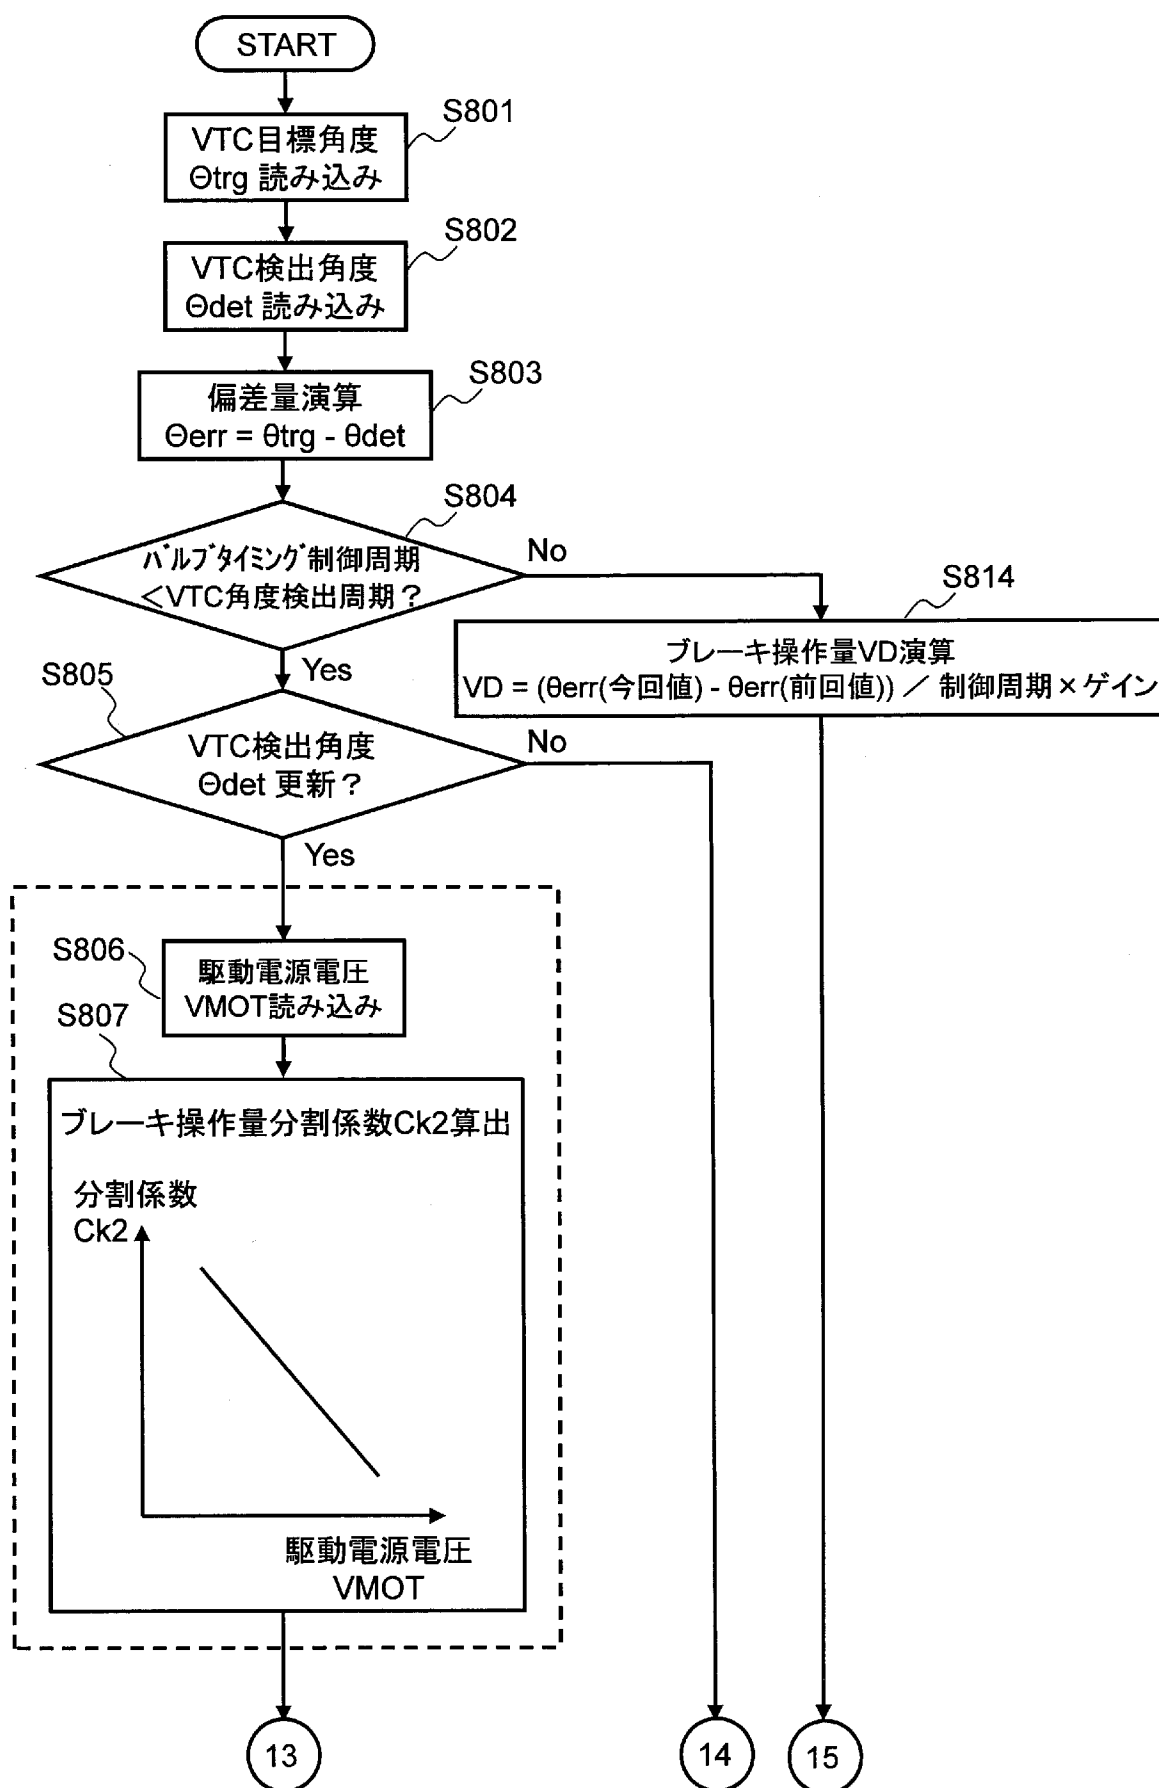 START
S801
VTC目標角度
Θtrg 読み込み
S802
VTC検出角度
Θdet 読み込み
S803
偏差量演算
Θerr = θtrg - θdet
S804
バルブタイミング制御周期
<VTC角度検出周期？
No
Yes
S814
ブレーキ操作量VD演算
VD = (θerr(今回値) - θerr(前回値)) ／ 制御周期×ゲイン
S805
VTC検出角度
Θdet 更新？
No
Yes
S806
駆動電源電圧
VMOT読み込み
S807
ブレーキ操作量分割係数Ck2算出
分割係数
Ck2
駆動電源電圧
VMOT
13
14
15